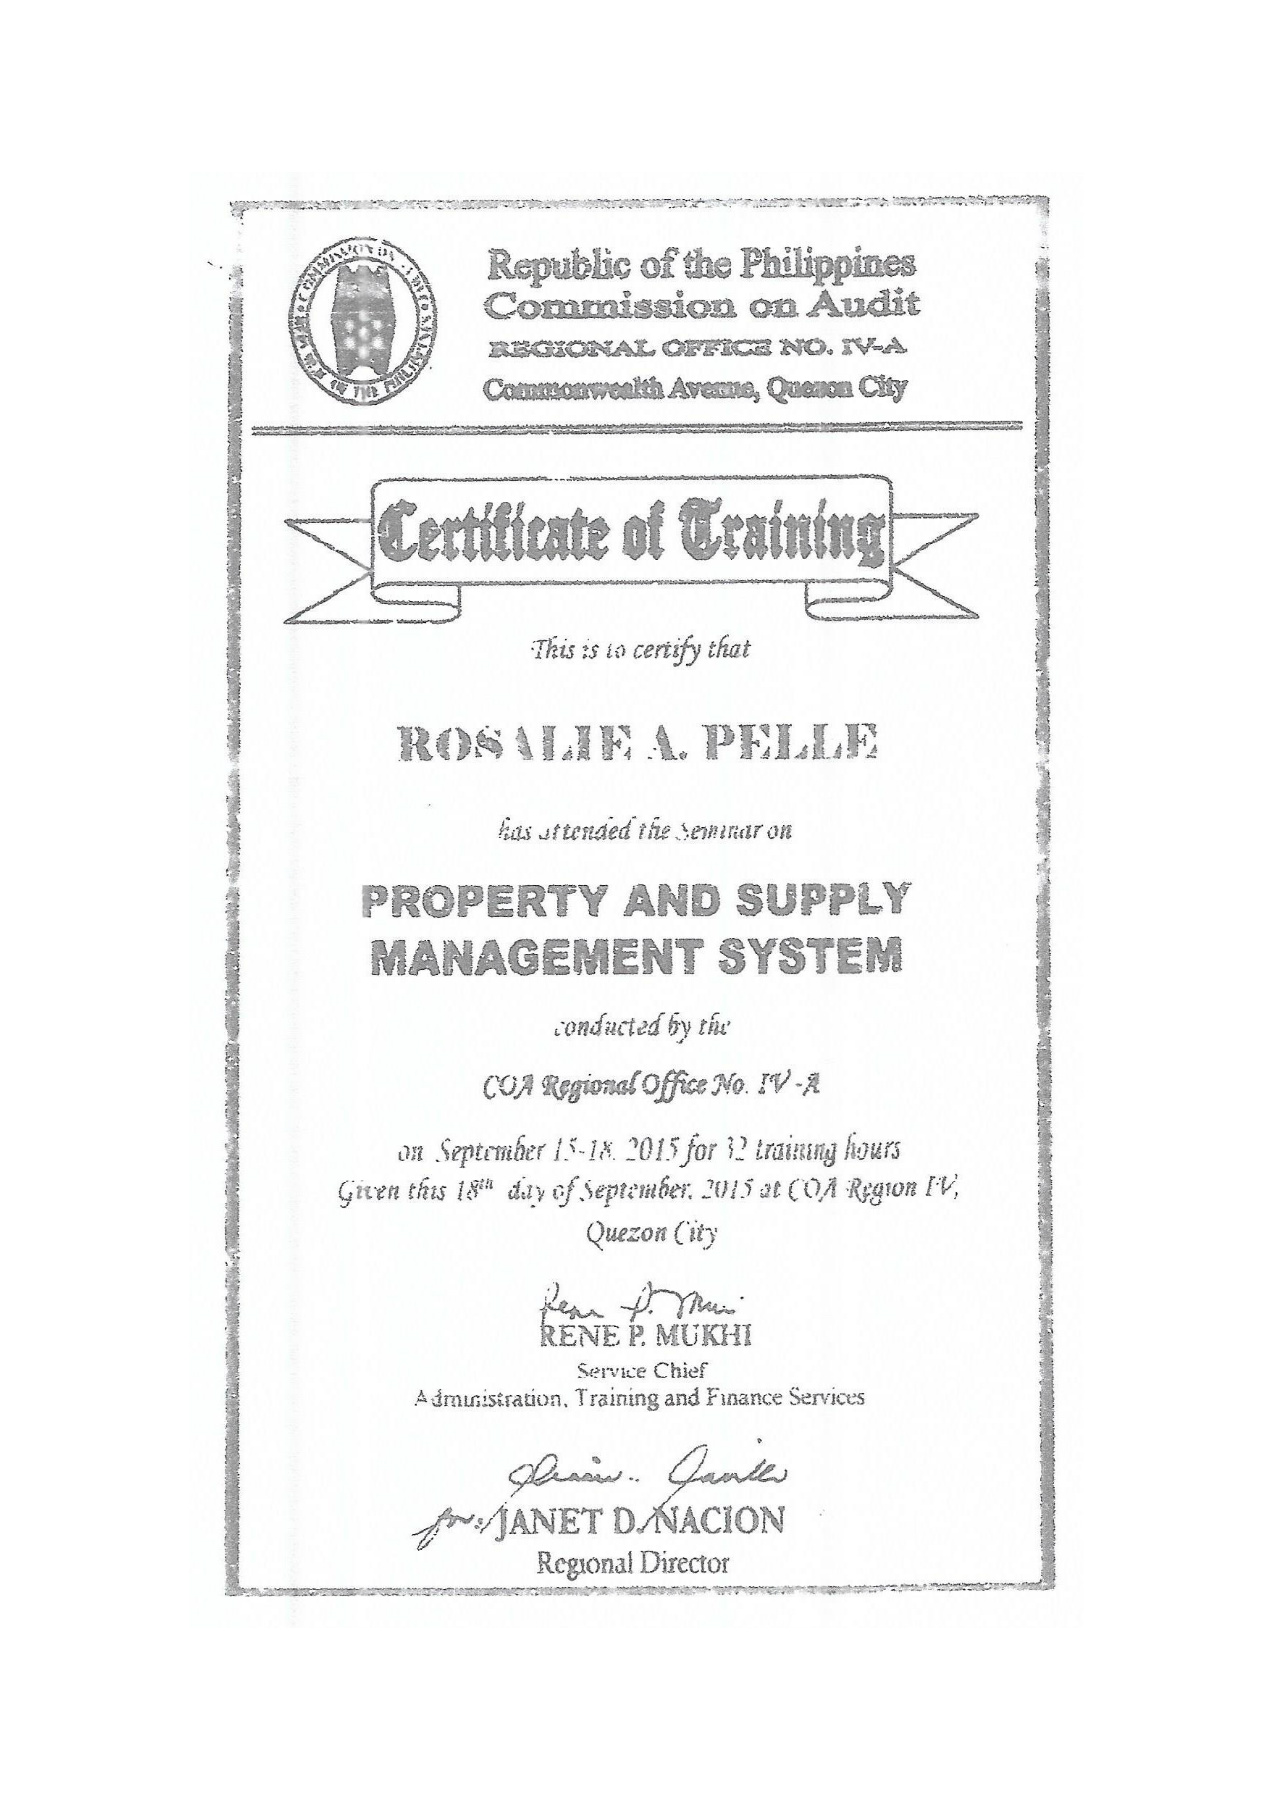 Republic of the Philippines
Commission on Audit
REGIONAL OFFICE NO. IV-A
Commonwealth Avenue, Quezon City
Certificate of Training
This is to certify that
ROSALIE A. PELLE
has attended the Seminar on
PROPERTY AND SUPPLY
MANAGEMENT SYSTEM
conducted by the
COA Regional Office No. IV-A
on September 15-18, 2015 for 32 training hours
Given this 18th day of September, 2015 at COA Region IV,
Quezon City
RENE P. MUKHI
Service Chief
Administration, Training and Finance Services
for: JANET D. NACION
Regional Director